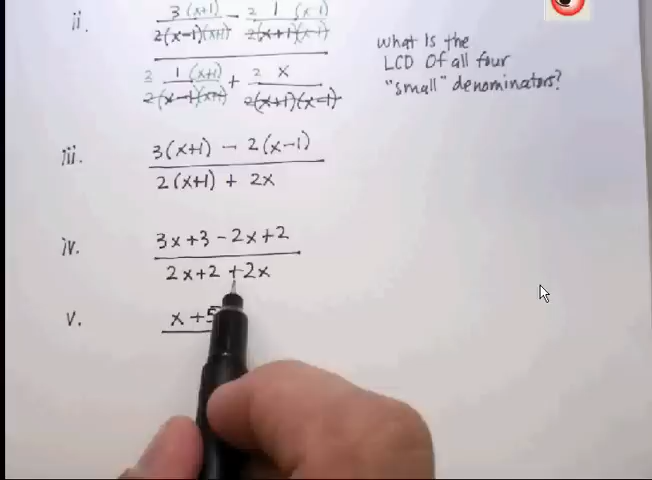 ii. 3 (x+1) - 2 1 (x-1)
2(x-1)(x+1) 2(x+1)(x-1)
2 1 (x+1) + 2 x
2(x-1)(x+1) 2(x+1)(x-1)
What is the
LCD Of all four
"small" denominators?
iii. 3(x+1) - 2(x-1)
2(x+1) + 2x
iv. 3x+3-2x+2
2x+2+2x
v. x+5